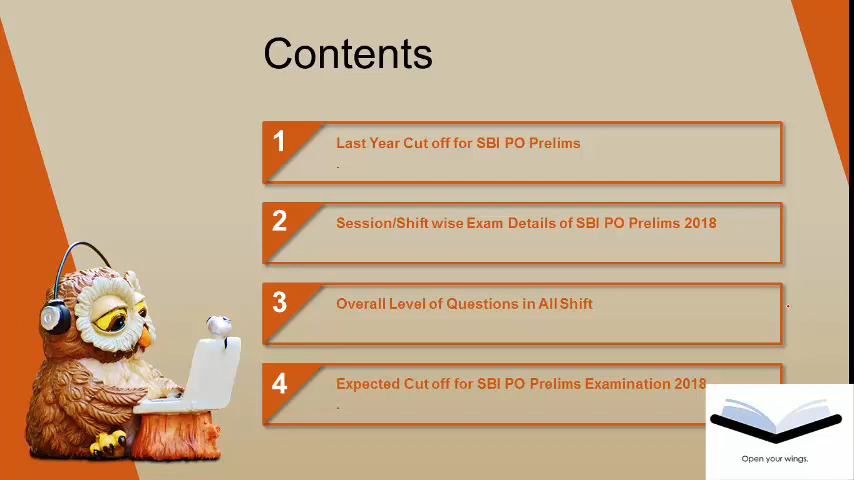 Contents
1
Last Year Cut off for SBI PO Prelims
.
2
Session/Shift wise Exam Details of SBI PO Prelims 2018
3
Overall Level of Questions in All Shift
4
Expected Cut off for SBI PO Prelims Examination 2018
.
Open your wings.